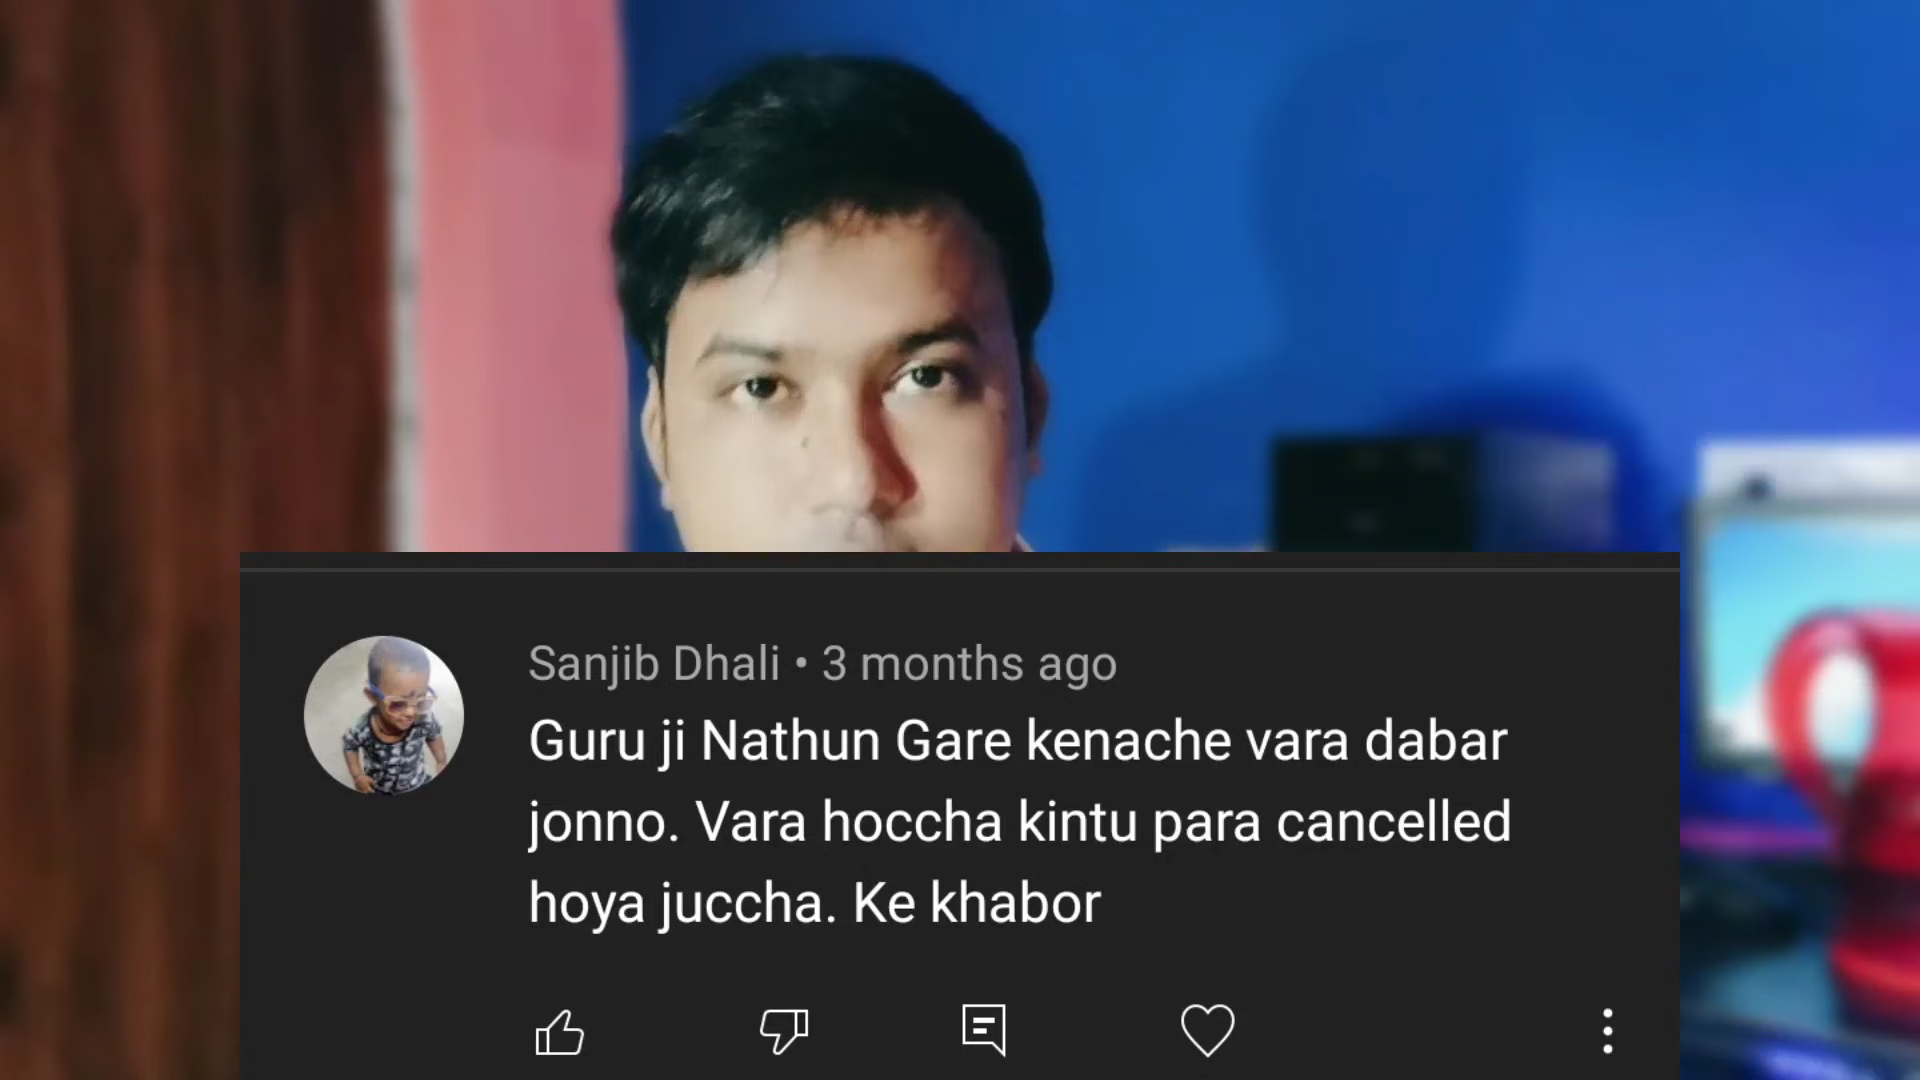 Sanjib Dhali • 3 months ago
Guru ji Nathun Gare kenache vara dabar
jonno. Vara hoccha kintu para cancelled
hoya juccha. Ke khabor